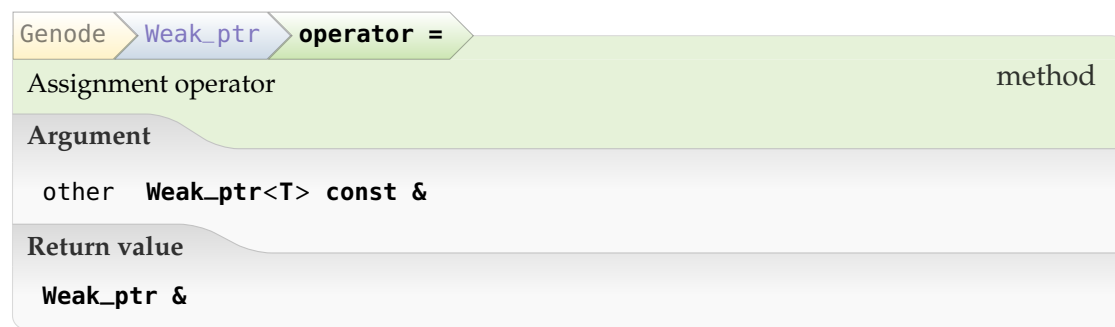 Genode Weak_ptr operator =
Assignment operator method
Argument
other Weak_ptr<T> const &
Return value
Weak_ptr &